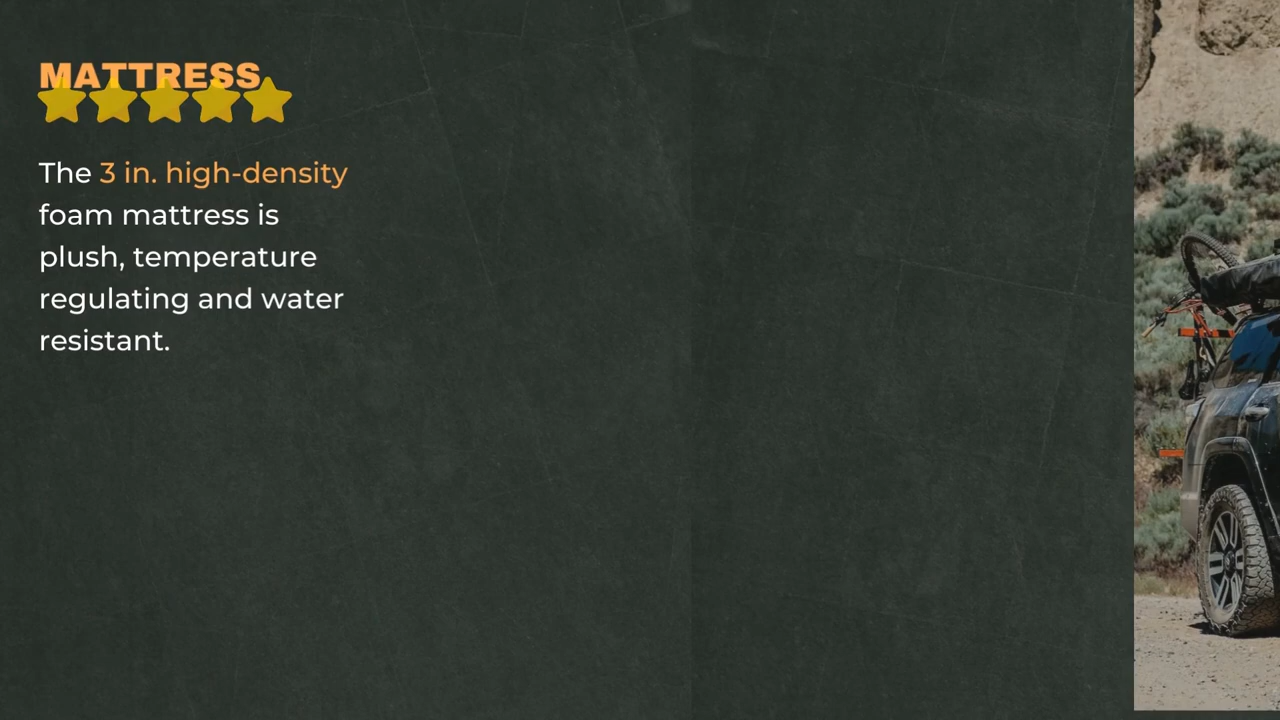 MATTRESS
The 3 in. high-density
foam mattress is
plush, temperature
regulating and water
resistant.